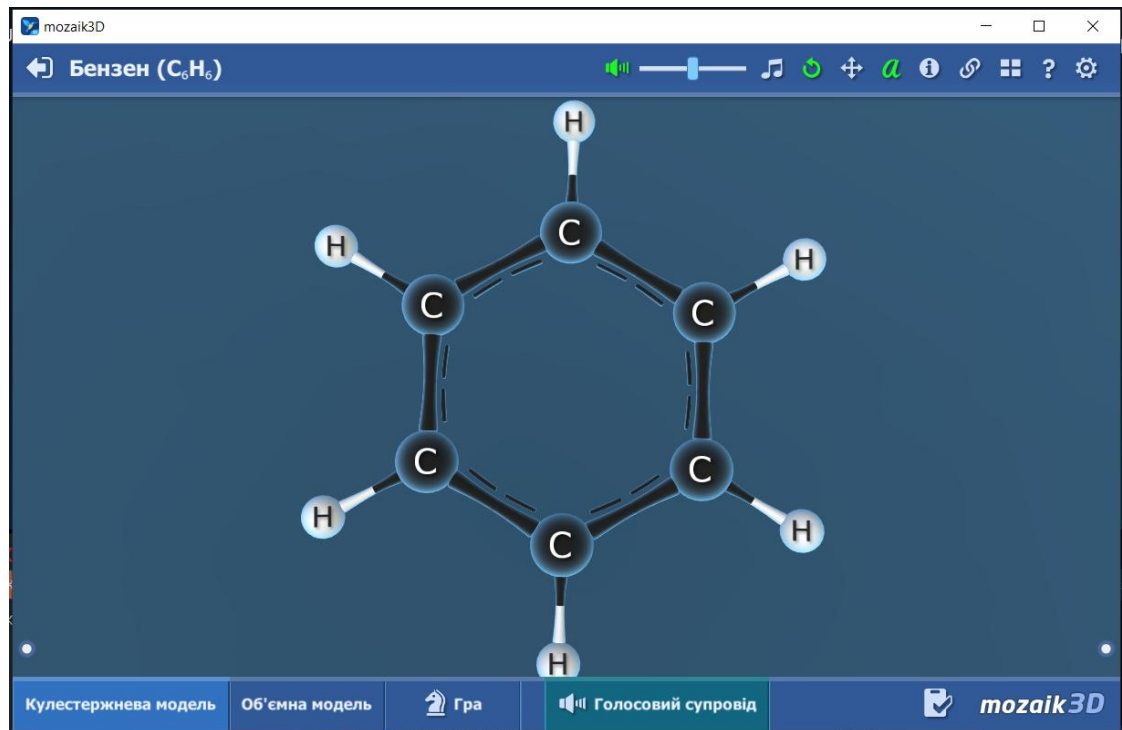 mozaik3D
Бензен (C₆H₆)
a i ?
H
C
H
H
C
C
C
C
H
H
C
H
Кулестержнева модель Об'ємна модель Гра Голосовий супровід mozaik3D